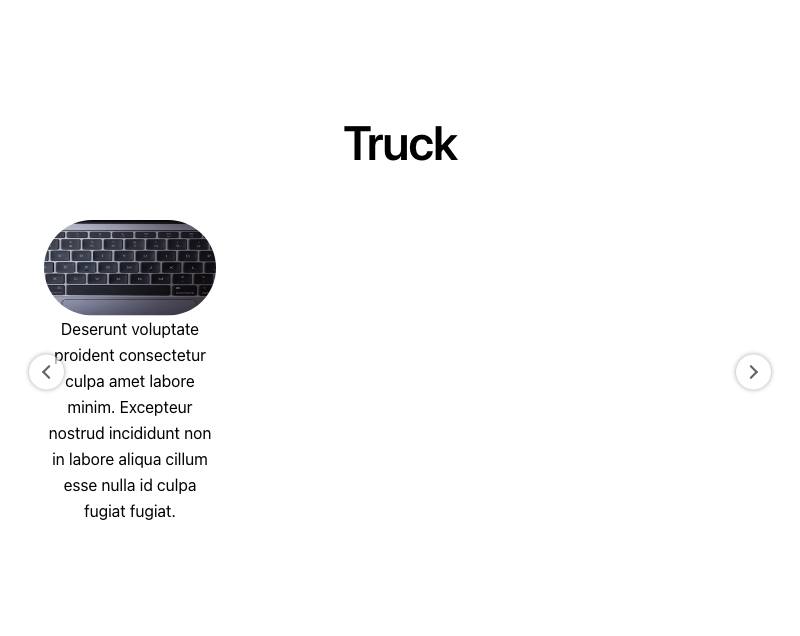 Truck
Deserunt voluptate
proident consectetur
culpa amet labore
minim. Excepteur
nostrud incididunt non
in labore aliqua cillum
esse nulla id culpa
fugiat fugiat.